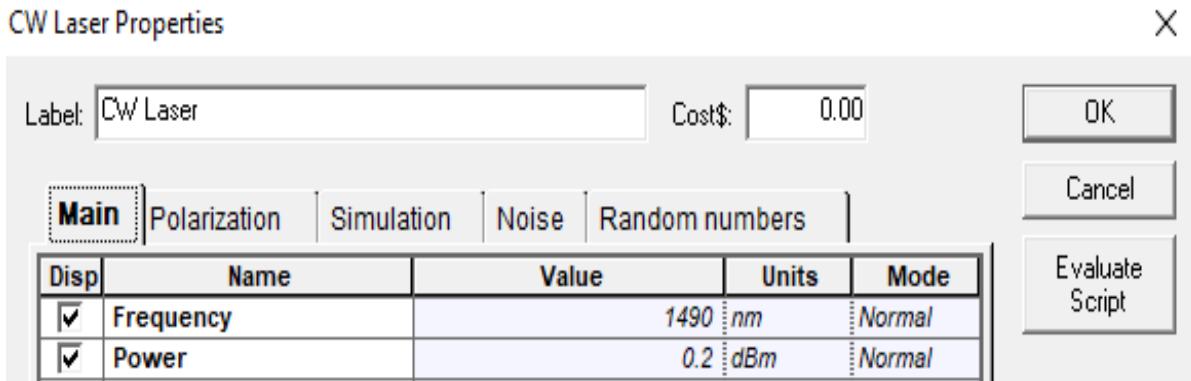 CW Laser Properties
Label: CW Laser Cost$: 0.00 OK
Cancel
Main Polarization Simulation Noise Random numbers
Evaluate Script
Disp Name Value Units Mode
Frequency 1490 nm Normal
Power 0.2 dBm Normal